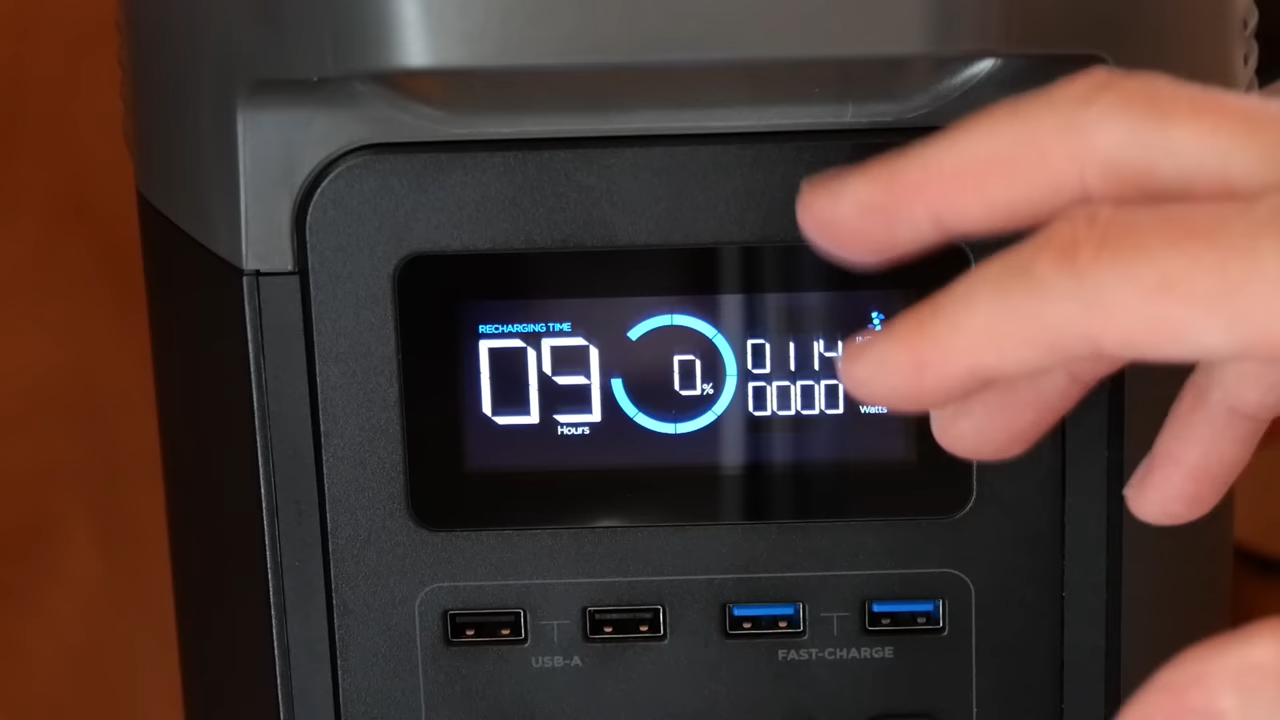 RECHARGING TIME
09
Hours
0%
0114
0000
Watts
USB-A
FAST-CHARGE